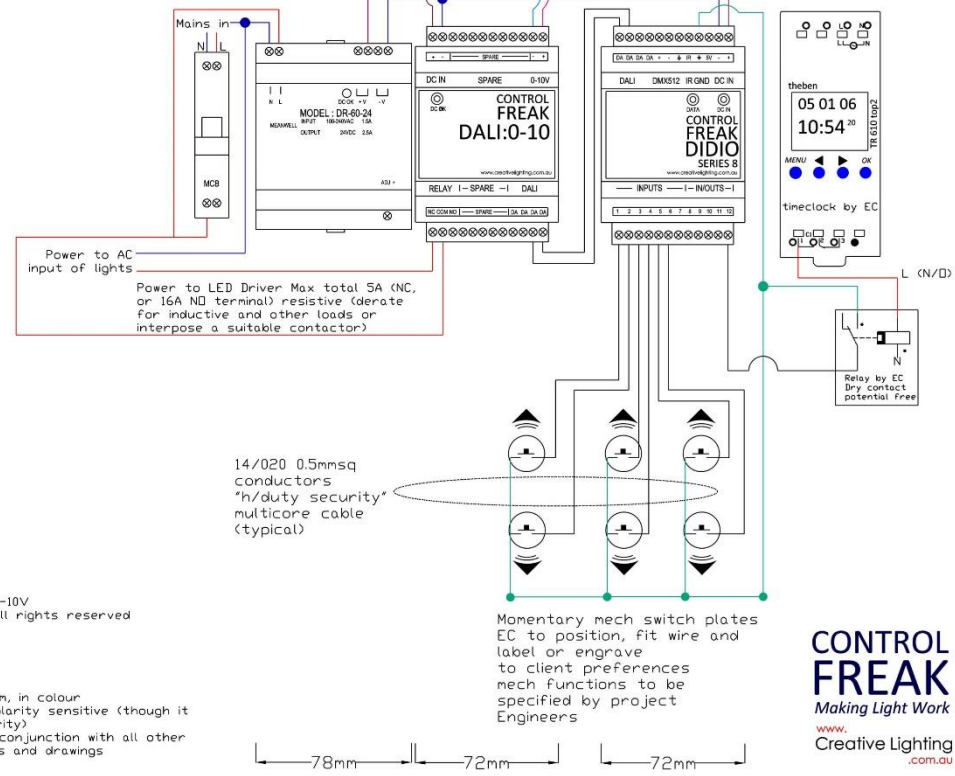 Mains in
N L
MCB
N L
DC OK + V - V
MODEL : DR-60-24
MEANWELL
INPUT 100-240VAC 1.5A
OUTPUT 24VDC 2.5A
ADJ +
+ - SPARE - +
DC IN SPARE 0-10V
DC OK
CONTROL
FREAK
DALI:0-10
www.creativelighting.com.au
RELAY I- SPARE -I DALI
NC COM NO SPARE DA DA DA DA
DA DA DA DA + - IR 5V - +
DALI DMX512 IR GND DC IN
DATA DC IN
CONTROL
FREAK
DIDIO
SERIES 8
www.creativelighting.com.au
INPUTS — I - IN/OUTS - I
1 2 3 4 5 6 7 8 9 10 11 12
LO NO
L N
theben
05 01 06
10:54 20
TR 610 top2
MENU OK
timeclock by EC
C1
1 2 3
L (N/O)
N
Relay by EC
Dry contact
potential free
Power to AC
input of lights
Power to LED Driver Max total 5A (NC,
or 16A NO terminal) resistive (derate
for inductive and other loads or
interpose a suitable contactor)
14/020 0.5mmsq
conductors
"h/duty security"
multicore cable
(typical)
Momentary mech switch plates
EC to position, fit wire and
label or engrave
to client preferences
mech functions to be
specified by project
Engineers
-10V
ll rights reserved
m, in colour
larity sensitive (though it
rity)
conjunction with all other
s and drawings
78mm 72mm 72mm
CONTROL
FREAK
Making Light Work
www.
Creative Lighting
.com.au